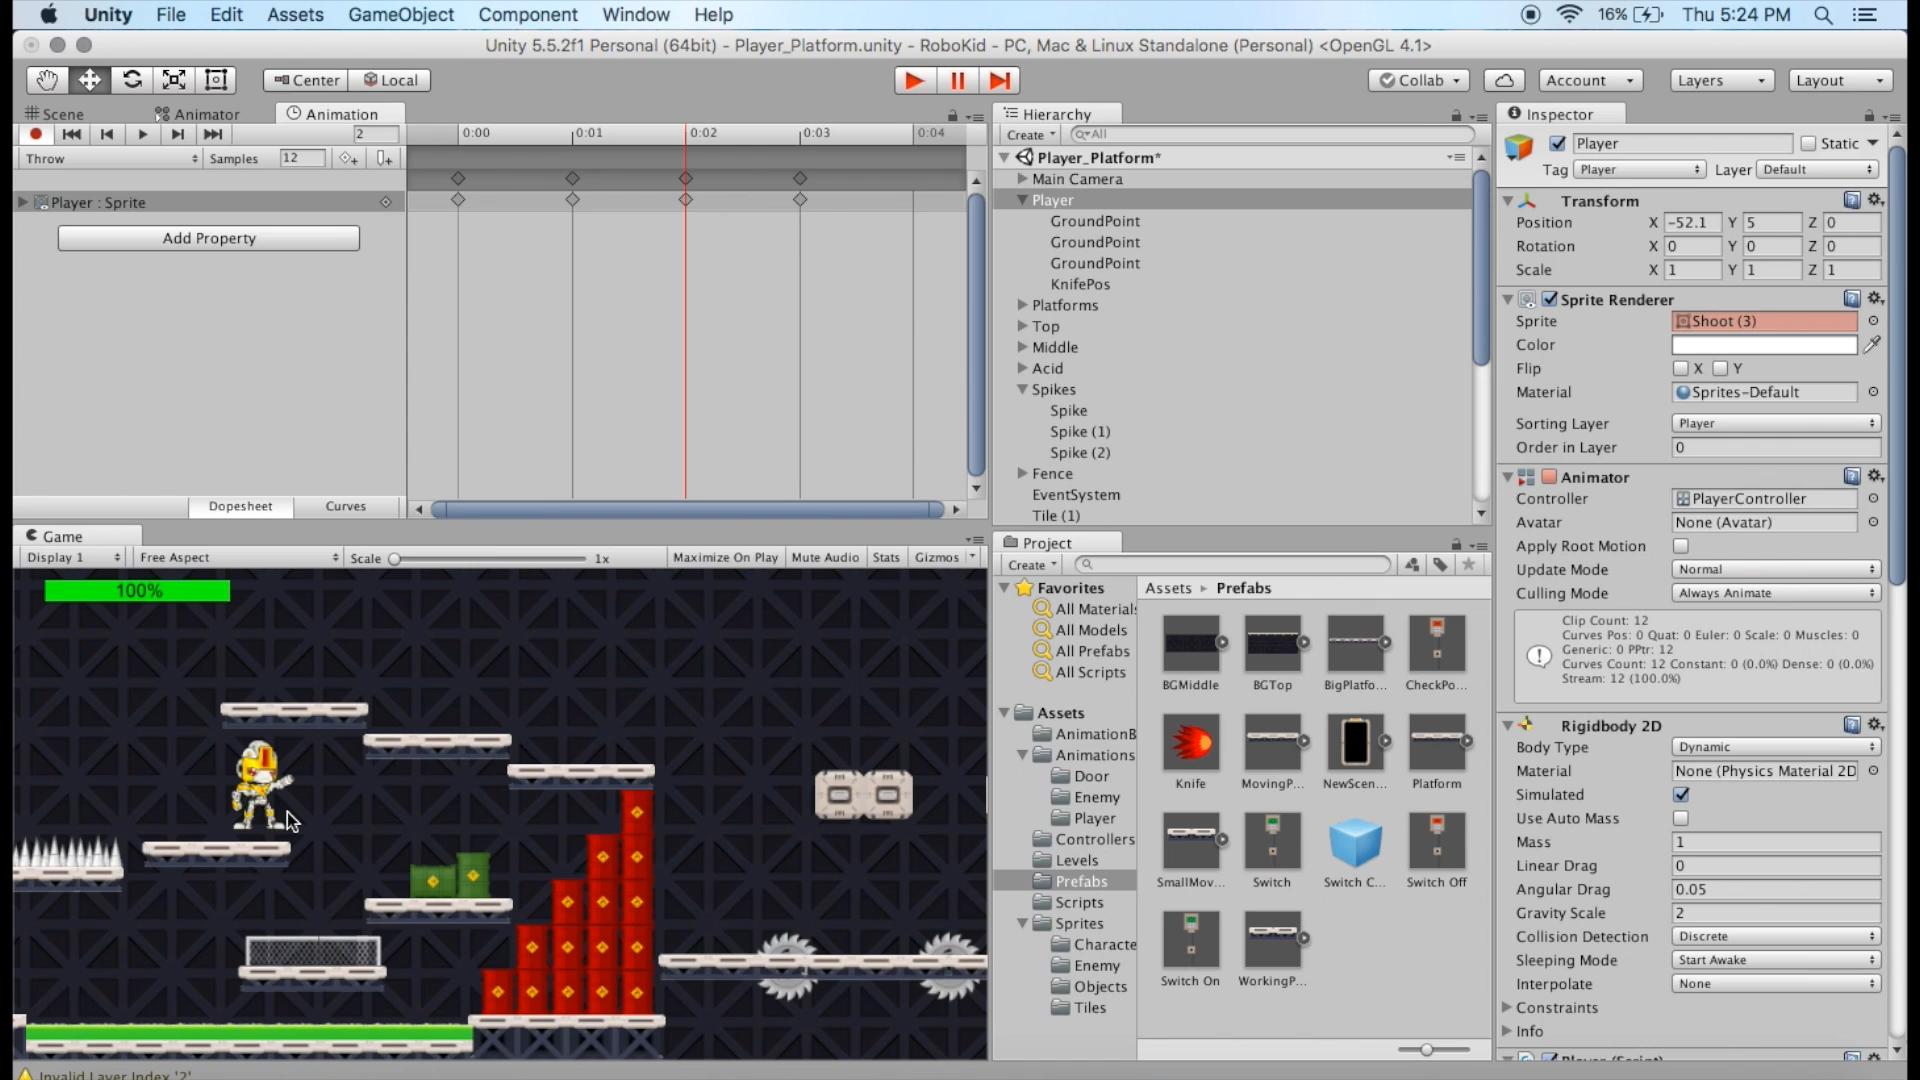 Unity File Edit Assets GameObject Component Window Help 16% Thu 5:24 PM
Unity 5.5.2f1 Personal (64bit) - Player_Platform.unity - RoboKid - PC, Mac & Linux Standalone (Personal) <OpenGL 4.1>
Center Local Collab Account Layers Layout
Scene Animator Animation
2 0:00 0:01 0:02 0:03 0:04
Throw Samples 12
Player : Sprite
Add Property
Dopesheet Curves
Hierarchy
Create All
Player_Platform*
Main Camera
Player
GroundPoint
GroundPoint
GroundPoint
KnifePos
Platforms
Top
Middle
Acid
Spikes
Spike
Spike (1)
Spike (2)
Fence
EventSystem
Tile (1)
Game
Display 1 Free Aspect Scale 1x Maximize On Play Mute Audio Stats Gizmos
100%
Project
Create
Favorites
All Materials
All Models
All Prefabs
All Scripts
Assets
AnimationB
Animations
Door
Enemy
Player
Controllers
Levels
Prefabs
Scripts
Sprites
Characte
Enemy
Objects
Tiles
Assets Prefabs
BGMiddle BGTop BigPlatfo... CheckPo...
Knife MovingP... NewScen... Platform
SmallMov... Switch Switch C... Switch Off
Switch On WorkingP...
Inspector
Player Static
Tag Player Layer Default
Transform
Position X -52.1 Y 5 Z 0
Rotation X 0 Y 0 Z 0
Scale X 1 Y 1 Z 1
Sprite Renderer
Sprite Shoot (3)
Color
Flip X Y
Material Sprites-Default
Sorting Layer Player
Order in Layer 0
Animator
Controller PlayerController
Avatar None (Avatar)
Apply Root Motion
Update Mode Normal
Culling Mode Always Animate
Clip Count: 12
Curves Pos: 0 Quat: 0 Euler: 0 Scale: 0 Muscles: 0
Generic: 0 PPtr: 12
Curves Count: 12 Constant: 0 (0.0%) Dense: 0 (0.0%)
Stream: 12 (100.0%)
Rigidbody 2D
Body Type Dynamic
Material None (Physics Material 2D
Simulated
Use Auto Mass
Mass 1
Linear Drag 0
Angular Drag 0.05
Gravity Scale 2
Collision Detection Discrete
Sleeping Mode Start Awake
Interpolate None
Constraints
Info
Player (Script)
Invalid Layer Index '2'